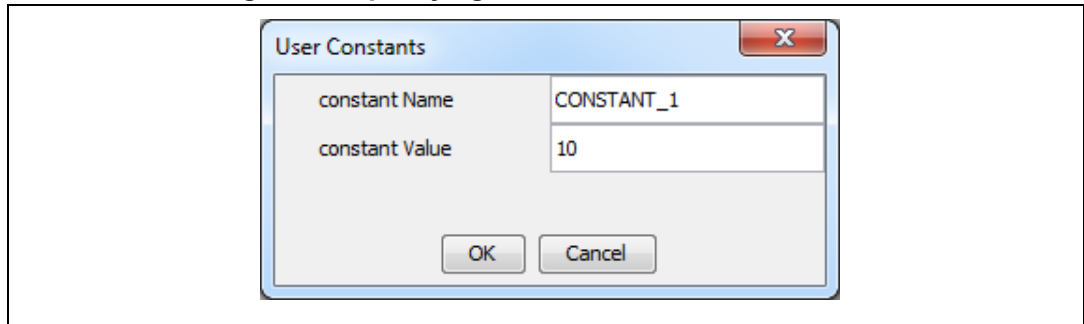 User Constants
constant Name CONSTANT_1
constant Value 10
OK Cancel